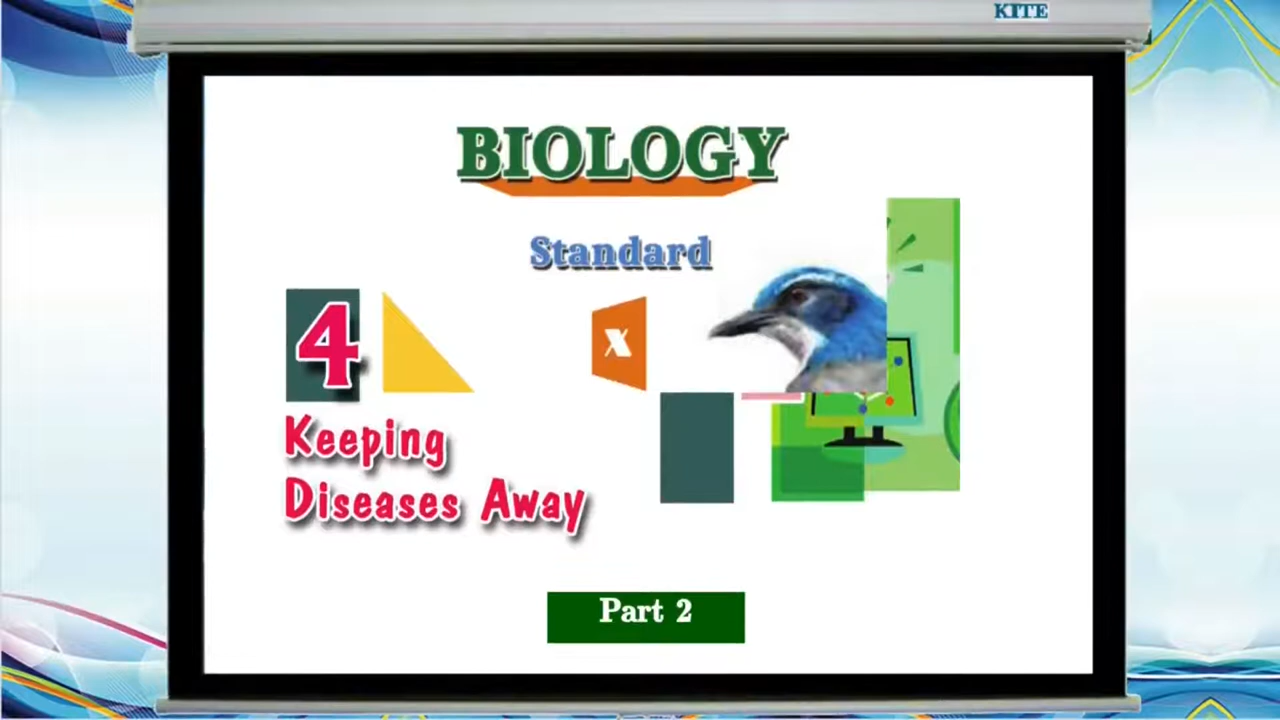 KITE
BIOLOGY
Standard
4
X
Keeping
Diseases Away
Part 2